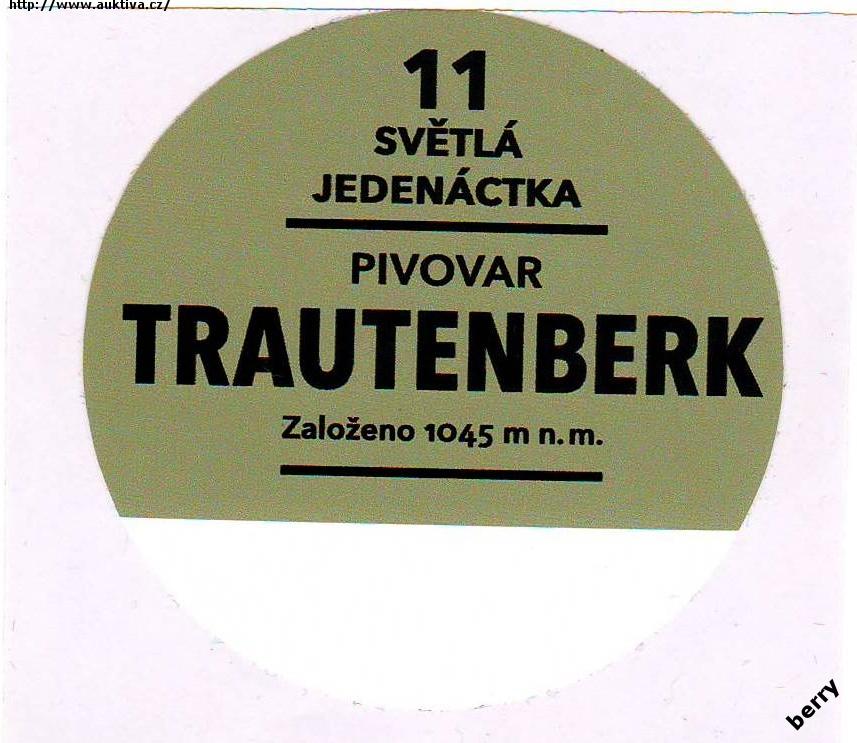 http://www.auktiva.cz/
11
SVĚTLÁ
JEDENÁCTKA
PIVOVAR
TRAUTENBERK
Založeno 1045 m n. m.
berry